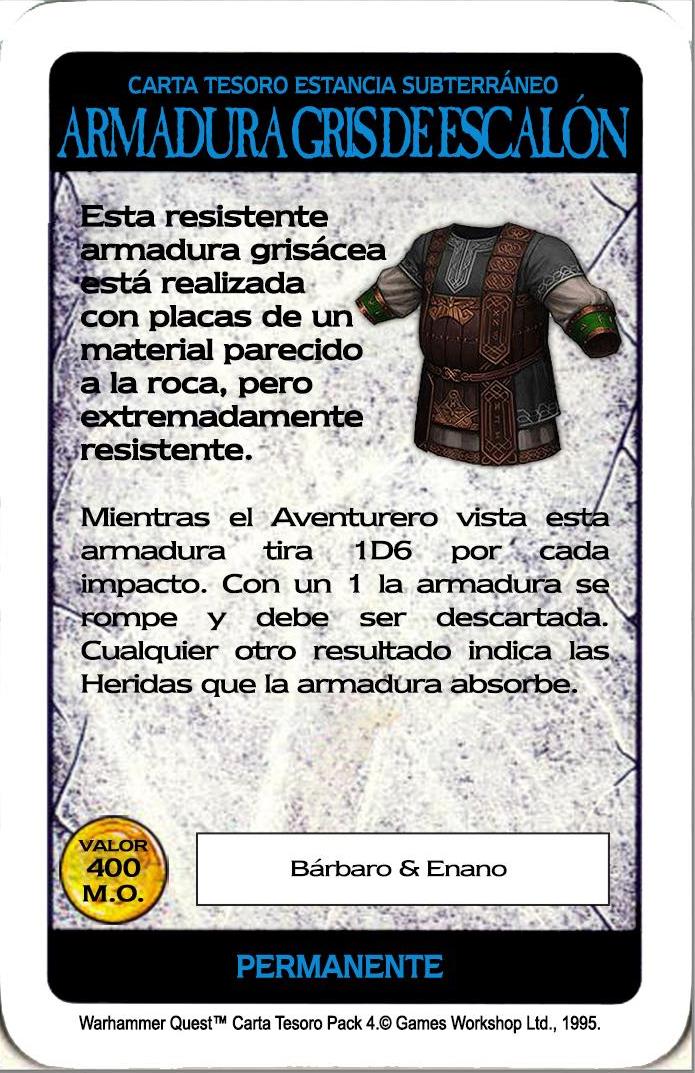 CARTA TESORO ESTANCIA SUBTERRÁNEO
ARMADURA GRIS DE ESCALÓN
Esta resistente
armadura grisácea
está realizada
con placas de un
material parecido
a la roca, pero
extremadamente
resistente.
Mientras el Aventurero vista esta
armadura tira 1D6 por cada
impacto. Con un 1 la armadura se
rompe y debe ser descartada.
Cualquier otro resultado indica las
Heridas que la armadura absorbe.
VALOR
400
M.O.
Bárbaro & Enano
PERMANENTE
Warhammer Quest™ Carta Tesoro Pack 4.© Games Workshop Ltd., 1995.